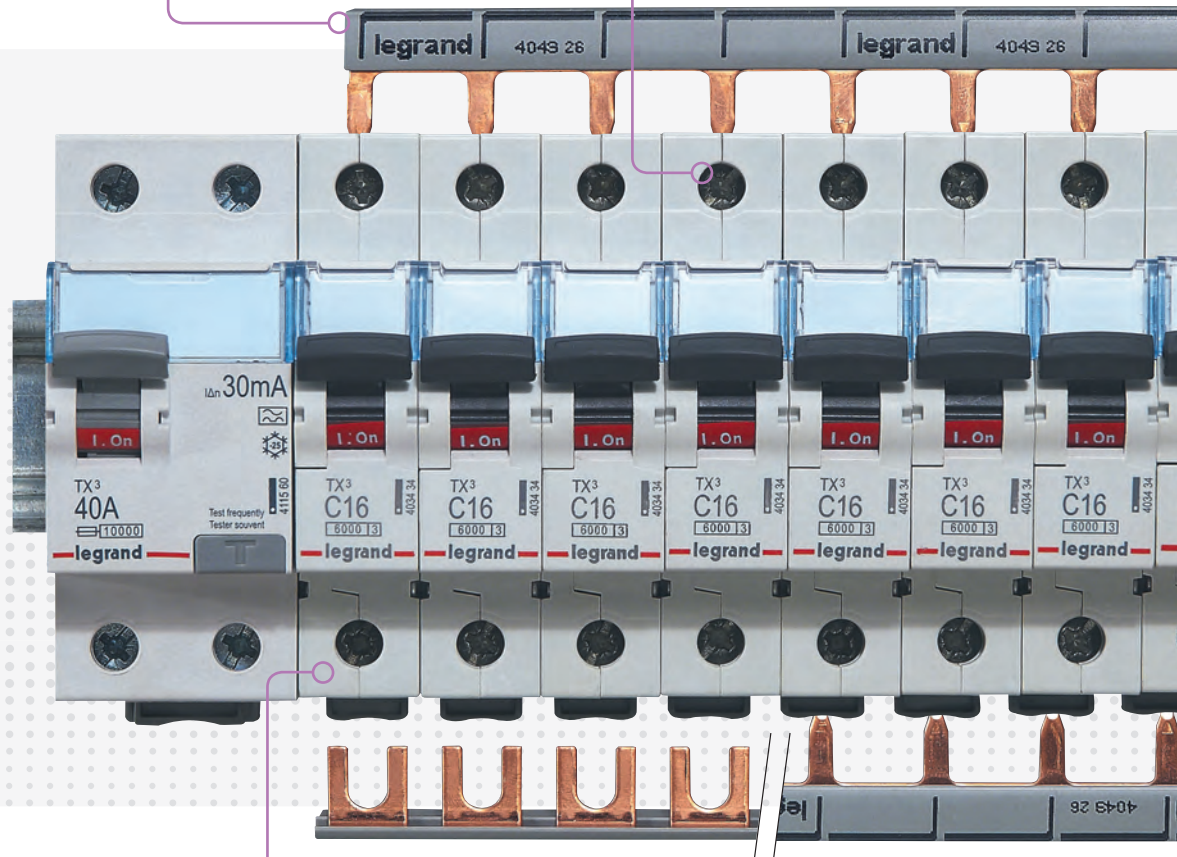 legrand 4049 26 legrand 4049 26
IΔn 30mA
-25
I. On
TX³
40A
4115 60
Test frequently
Tester souvent
10000
legrand
T
I. On
TX³
C16
4034 34
6000 3
legrand
I. On
TX³
C16
4034 34
6000 3
legrand
I. On
TX³
C16
4034 34
6000 3
legrand
I. On
TX³
C16
4034 34
6000 3
legrand
I. On
TX³
C16
4034 34
6000 3
legrand
I. On
TX³
C16
4034 34
6000 3
legrand
I. On
TX³
C16
4034 34
6000 3
legrand
4049 26
leg